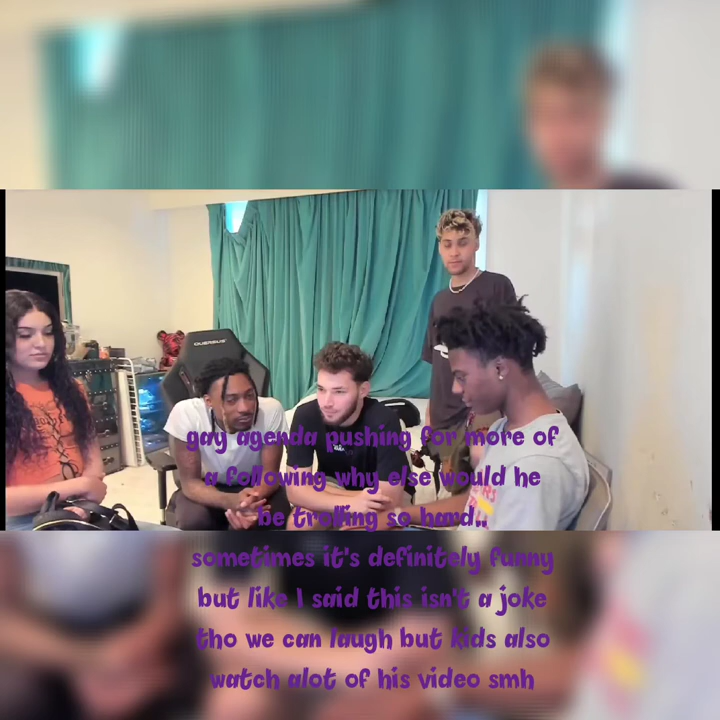 OVERDUE
gay agenda pushing for more of
a following why else would he
be trolling so hard..
sometimes it's definitely funny
but like I said this isn't a joke
tho we can laugh but kids also
watch alot of his video smh